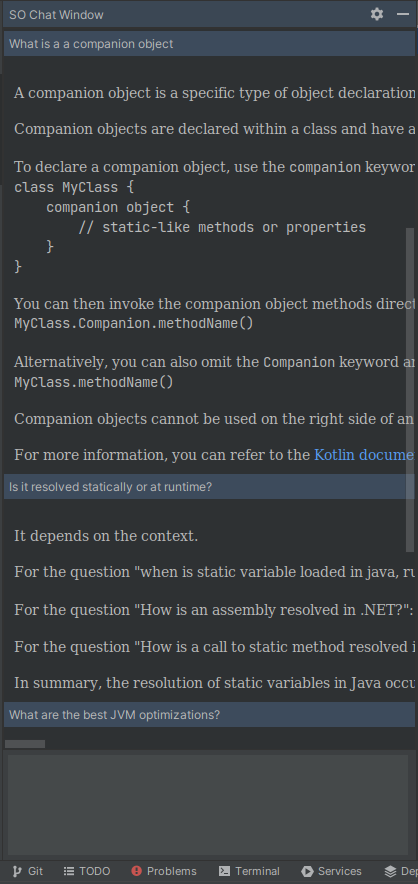 SO Chat Window
What is a a companion object
A companion object is a specific type of object declaration
Companion objects are declared within a class and have a
To declare a companion object, use the companion
class MyClass {
companion object {
// static-like methods or properties
}
}
You can then invoke the companion object methods
MyClass.Companion.methodName()
Alternatively, you can also omit the Companion keyword
MyClass.methodName()
Companion objects cannot be used on the right side of an
For more information, you can refer to the Kotlin
Is it resolved statically or at runtime?
It depends on the context.
For the question "when is static variable loaded in java,
For the question "How is an assembly resolved in .NET?":
For the question "How is a call to static method resolved
In summary, the resolution of static variables in Java
What are the best JVM optimizations?
Git TODO Problems Terminal Services